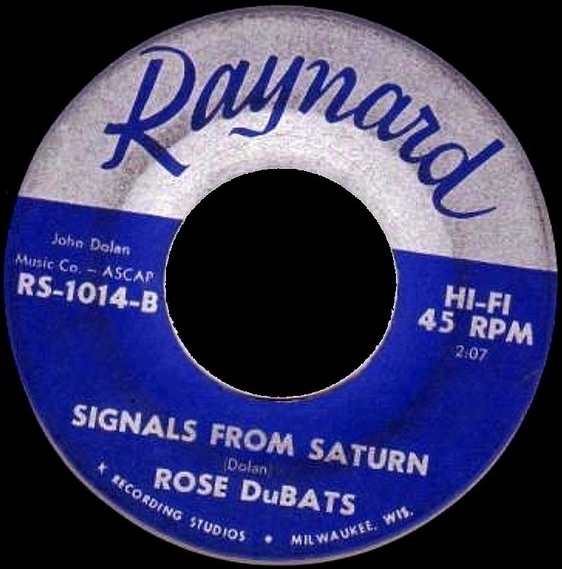 Raynard
John Dolan
Music Co. – ASCAP
RS-1014-B
HI-FI
45 RPM
2:07
SIGNALS FROM SATURN
(Dolan)
ROSE DuBATS
K RECORDING STUDIOS • MILWAUKEE, WIS.